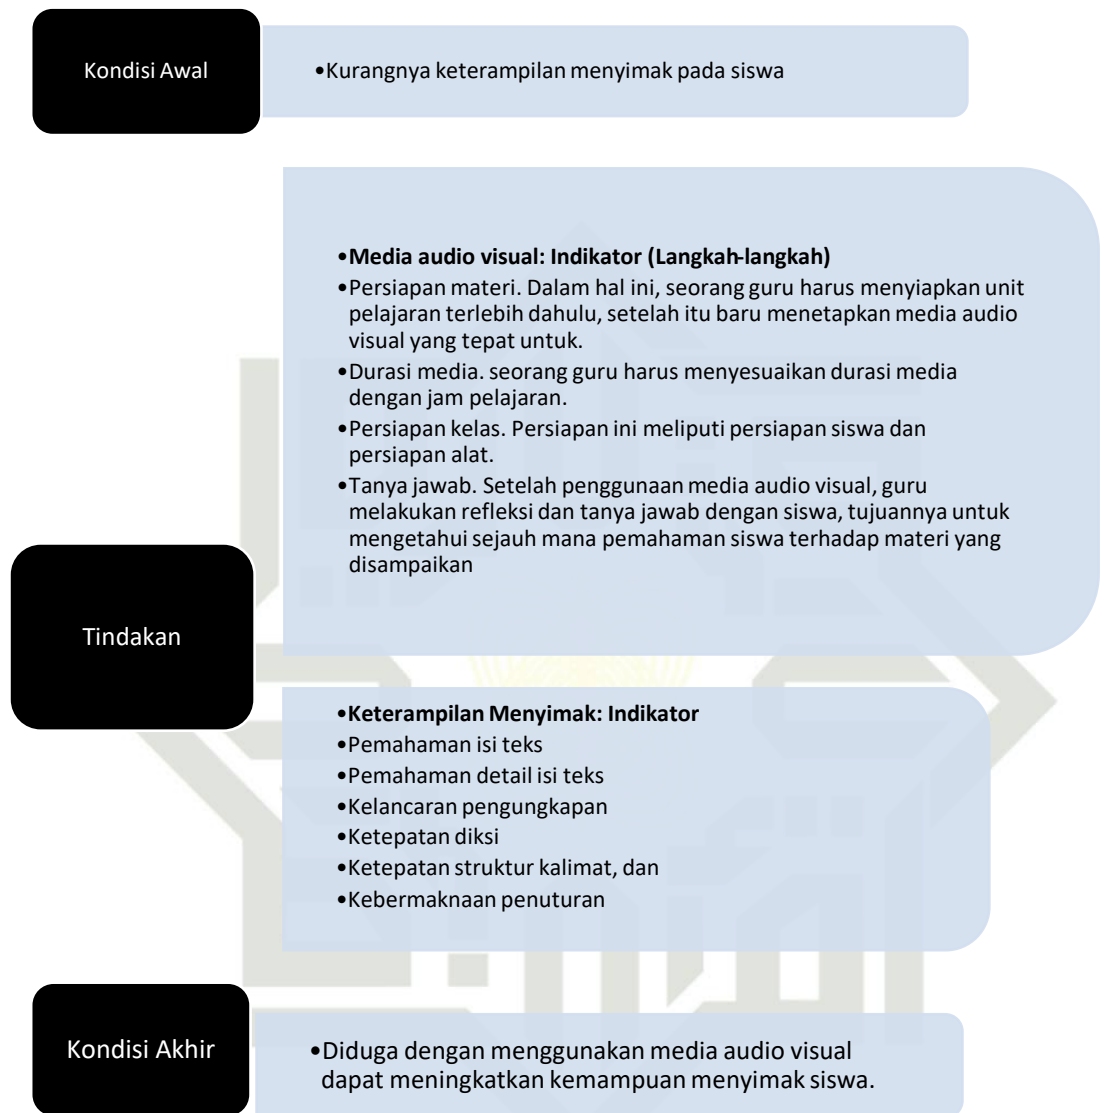 Kondisi Awal
•Kurangnya keterampilan menyimak pada siswa
Tindakan
•Media audio visual: Indikator (Langkah-langkah)
•Persiapan materi. Dalam hal ini, seorang guru harus menyiapkan unit
pelajaran terlebih dahulu, setelah itu baru menetapkan media audio
visual yang tepat untuk.
•Durasi media. seorang guru harus menyesuaikan durasi media
dengan jam pelajaran.
•Persiapan kelas. Persiapan ini meliputi persiapan siswa dan
persiapan alat.
•Tanya jawab. Setelah penggunaan media audio visual, guru
melakukan refleksi dan tanya jawab dengan siswa, tujuannya untuk
mengetahui sejauh mana pemahaman siswa terhadap materi yang
disampaikan
•Keterampilan Menyimak: Indikator
•Pemahaman isi teks
•Pemahaman detail isi teks
•Kelancaran pengungkapan
•Ketepatan diksi
•Ketepatan struktur kalimat, dan
•Kebermaknaan penuturan
Kondisi Akhir
•Diduga dengan menggunakan media audio visual
dapat meningkatkan kemampuan menyimak siswa.